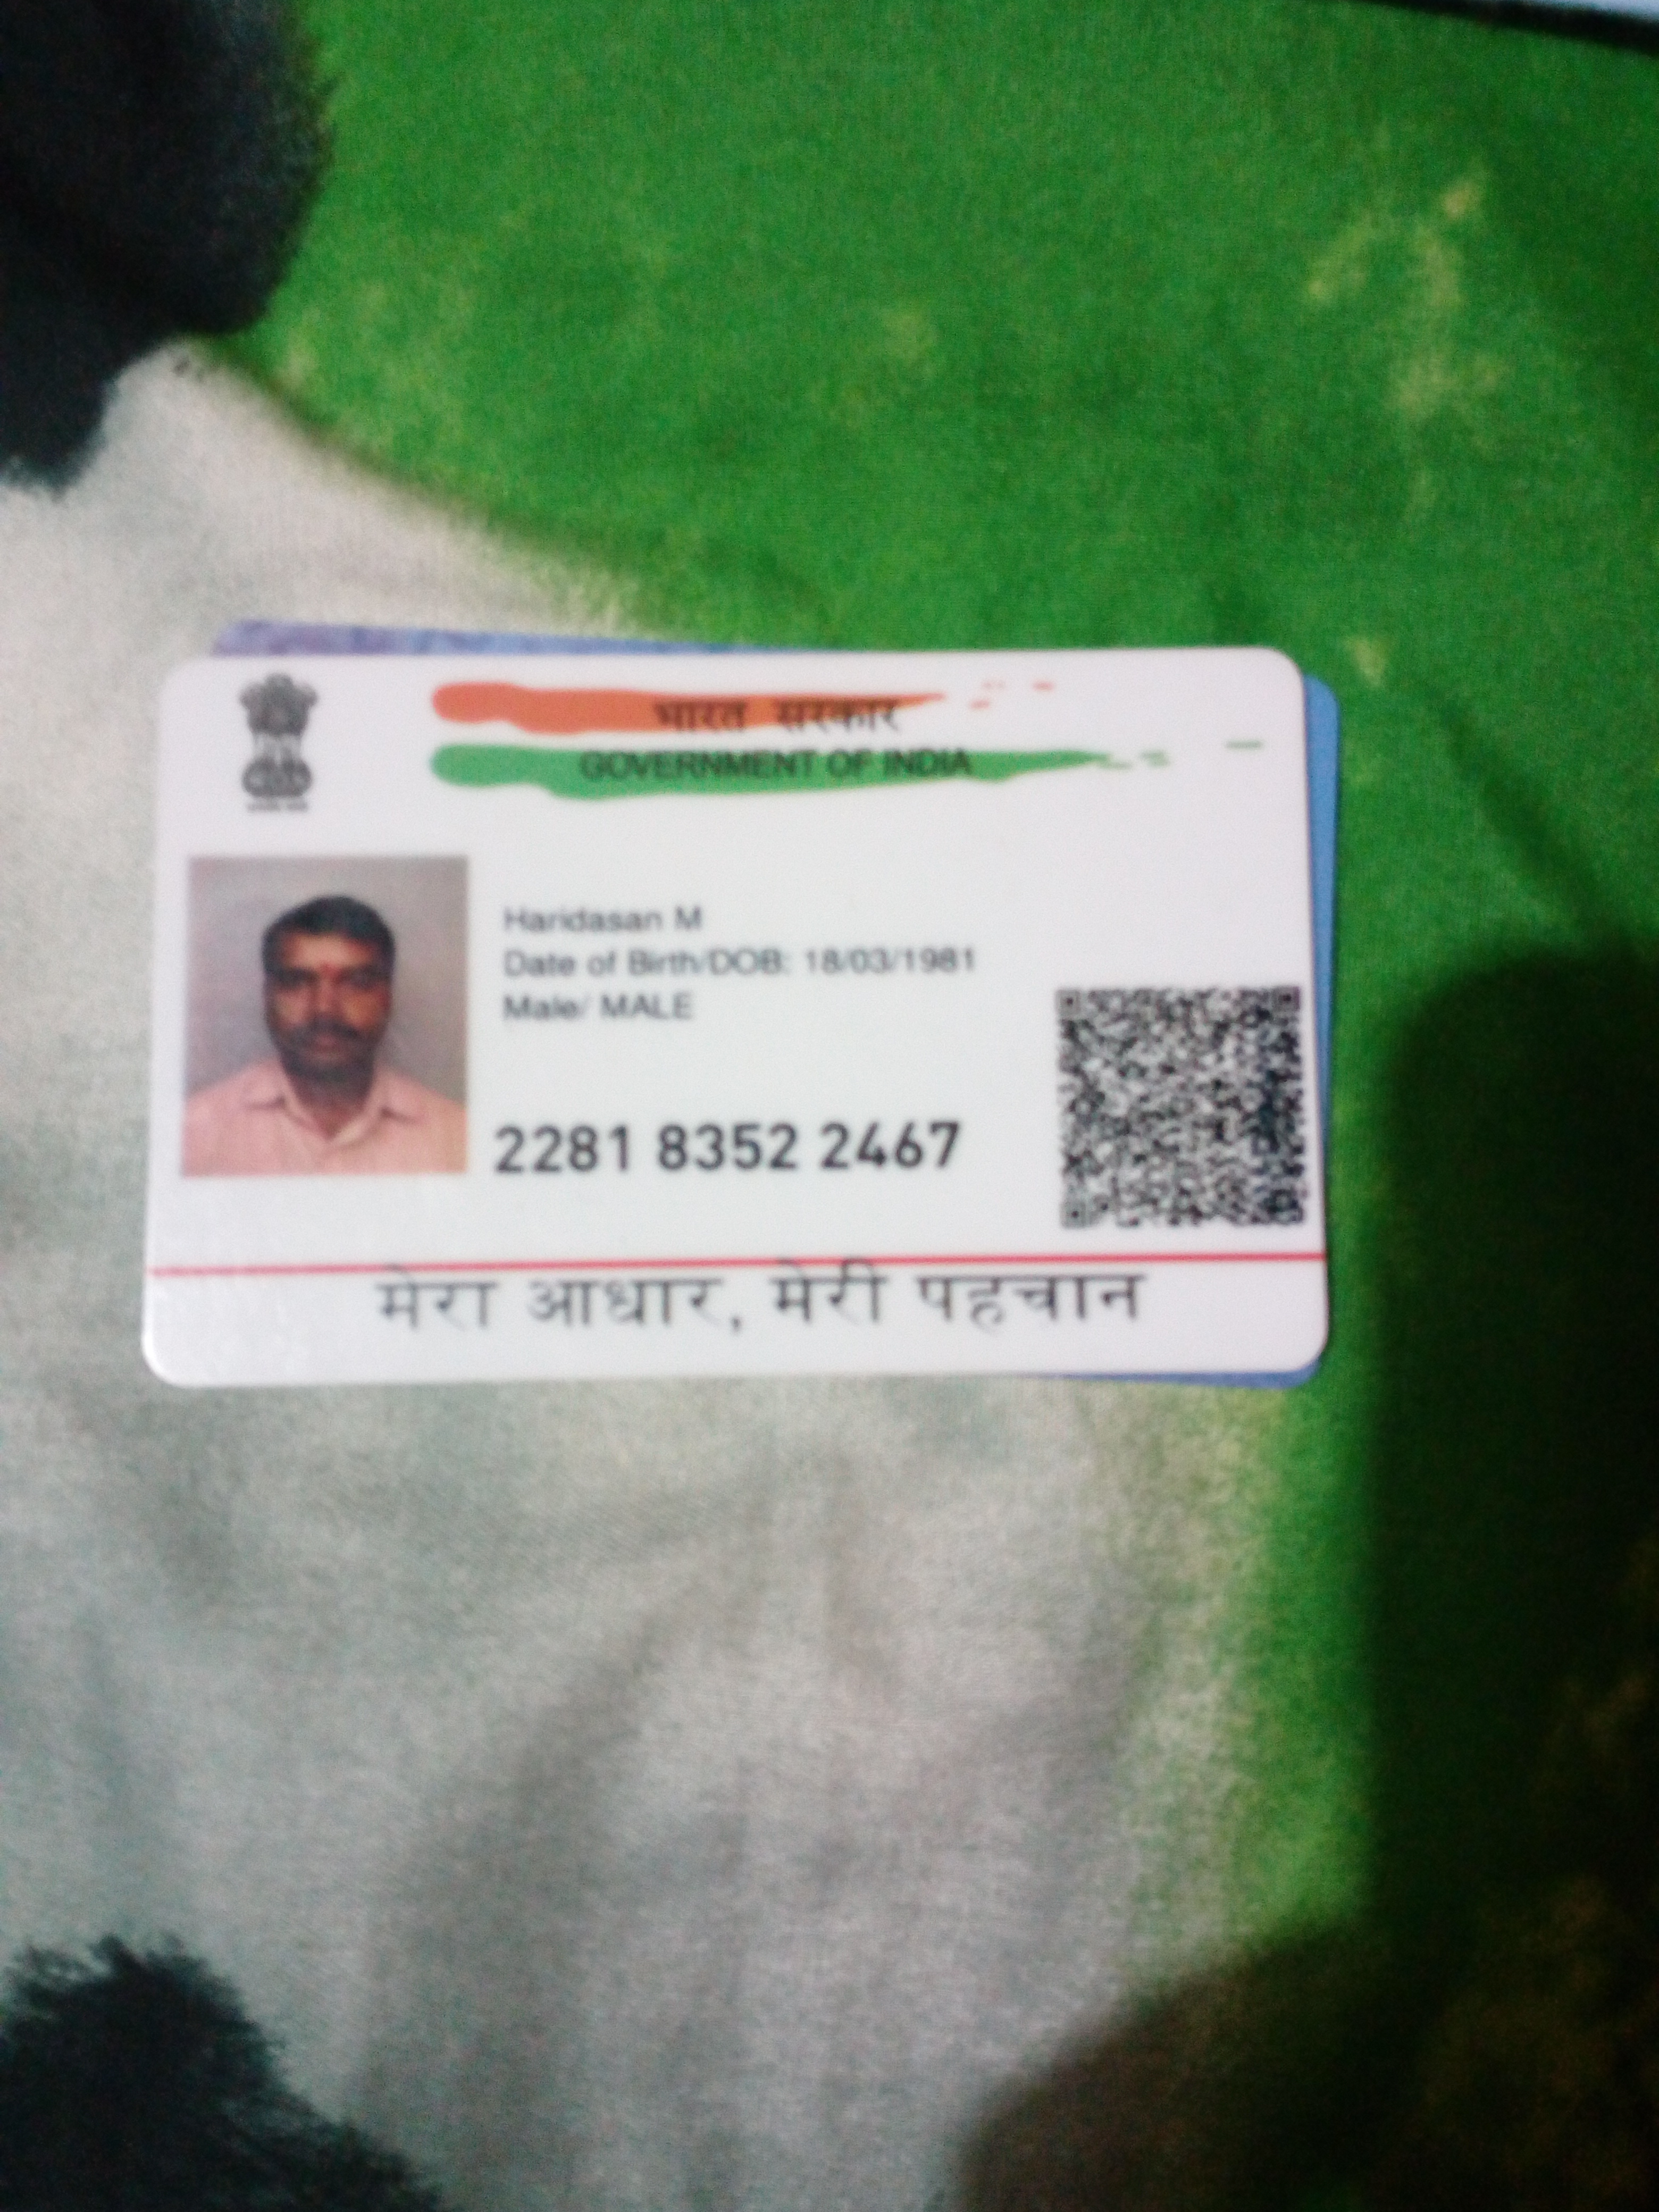 भारत सरकार
GOVERNMENT OF INDIA
Haridasan M
Date of Birth/DOB: 18/03/1981
Male/ MALE
2281 8352 2467
मेरा आधार, मेरी पहचान